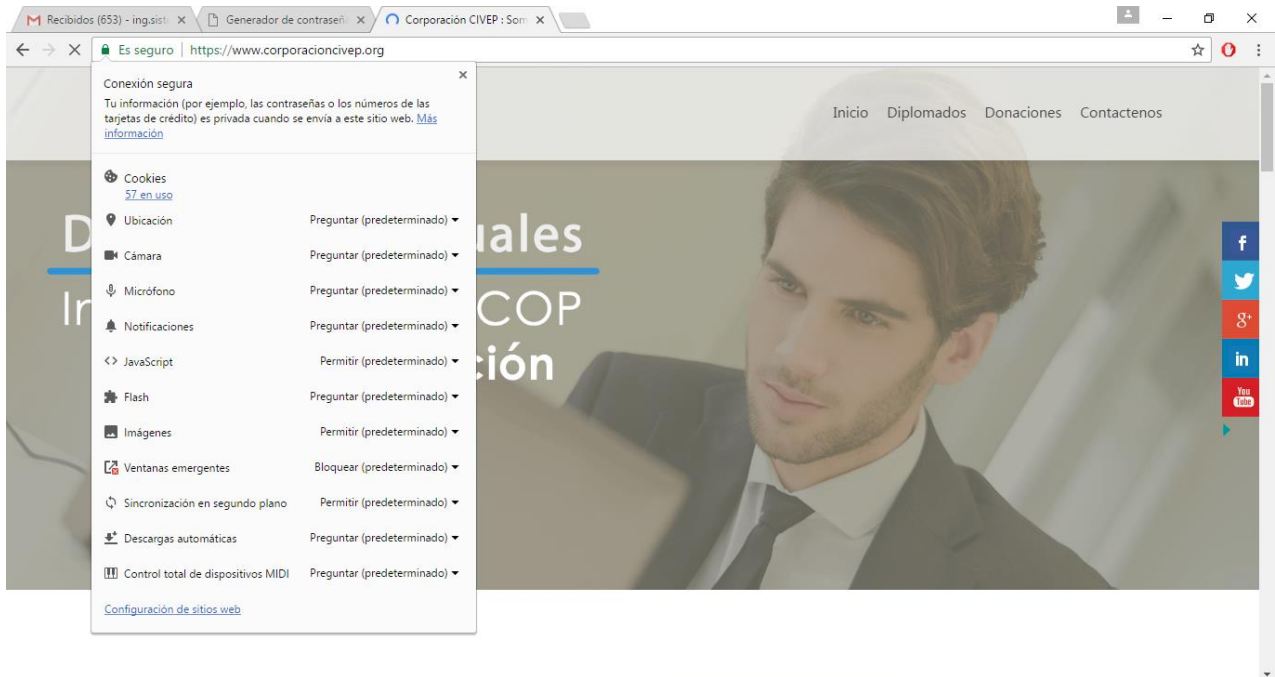 Recibidos (653) - ing.sist
Generador de contraseñ
Corporación CIVEP : Som
Es seguro | https://www.corporacioncivep.org
Conexión segura
Tu información (por ejemplo, las contraseñas o los números de las
tarjetas de crédito) es privada cuando se envía a este sitio web. Más
información
Cookies
57 en uso
Ubicación Preguntar (predeterminado)
Cámara Preguntar (predeterminado)
Micrófono Preguntar (predeterminado)
Notificaciones Preguntar (predeterminado)
JavaScript Permitir (predeterminado)
Flash Preguntar (predeterminado)
Imágenes Permitir (predeterminado)
Ventanas emergentes Bloquear (predeterminado)
Sincronización en segundo plano Permitir (predeterminado)
Descargas automáticas Preguntar (predeterminado)
Control total de dispositivos MIDI Preguntar (predeterminado)
Configuración de sitios web
Inicio Diplomados Donaciones Contactenos
COP
f
g+
in
You
Tube